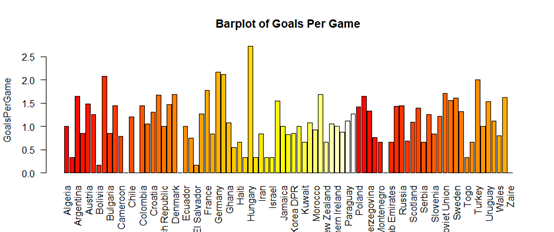 Barplot of Goals Per Game
GoalsPerGame
2.5
2.0
1.5
1.0
0.5
0.0
Algeria
Argentina
Austria
Bolivia
Bulgaria
Cameroon
Chile
Colombia
Croatia
h Republic
Denmark
Ecuador
El Salvador
France
Germany
Ghana
Haiti
Hungary
Iran
Israel
Jamaica
Korea DPR
Kuwait
Morocco
ew Zealand
rthern Ireland
Paraguay
Poland
erzegovina
Montenegro
b Emirates
Russia
Scotland
Serbia
Slovenia
oviet Union
Sweden
Togo
Turkey
Uruguay
Wales
Zaire